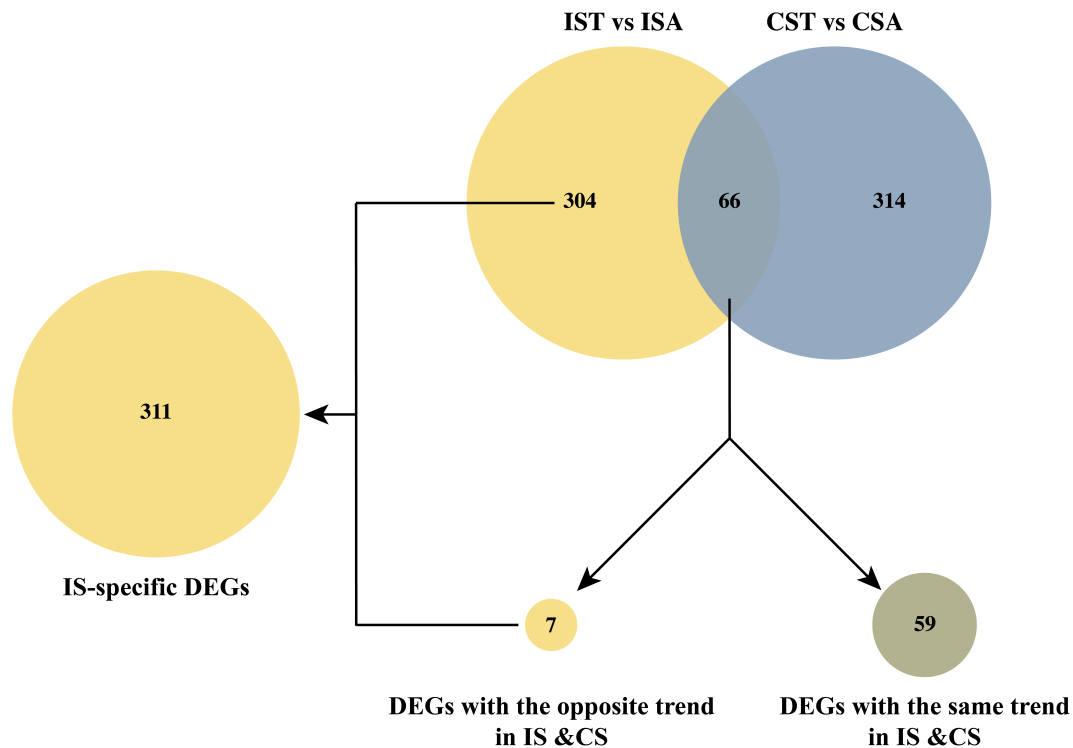 IST vs ISA
CST vs CSA
304
66
314
311
IS-specific DEGs
7
59
DEGs with the opposite trend
in IS &CS
DEGs with the same trend
in IS &CS